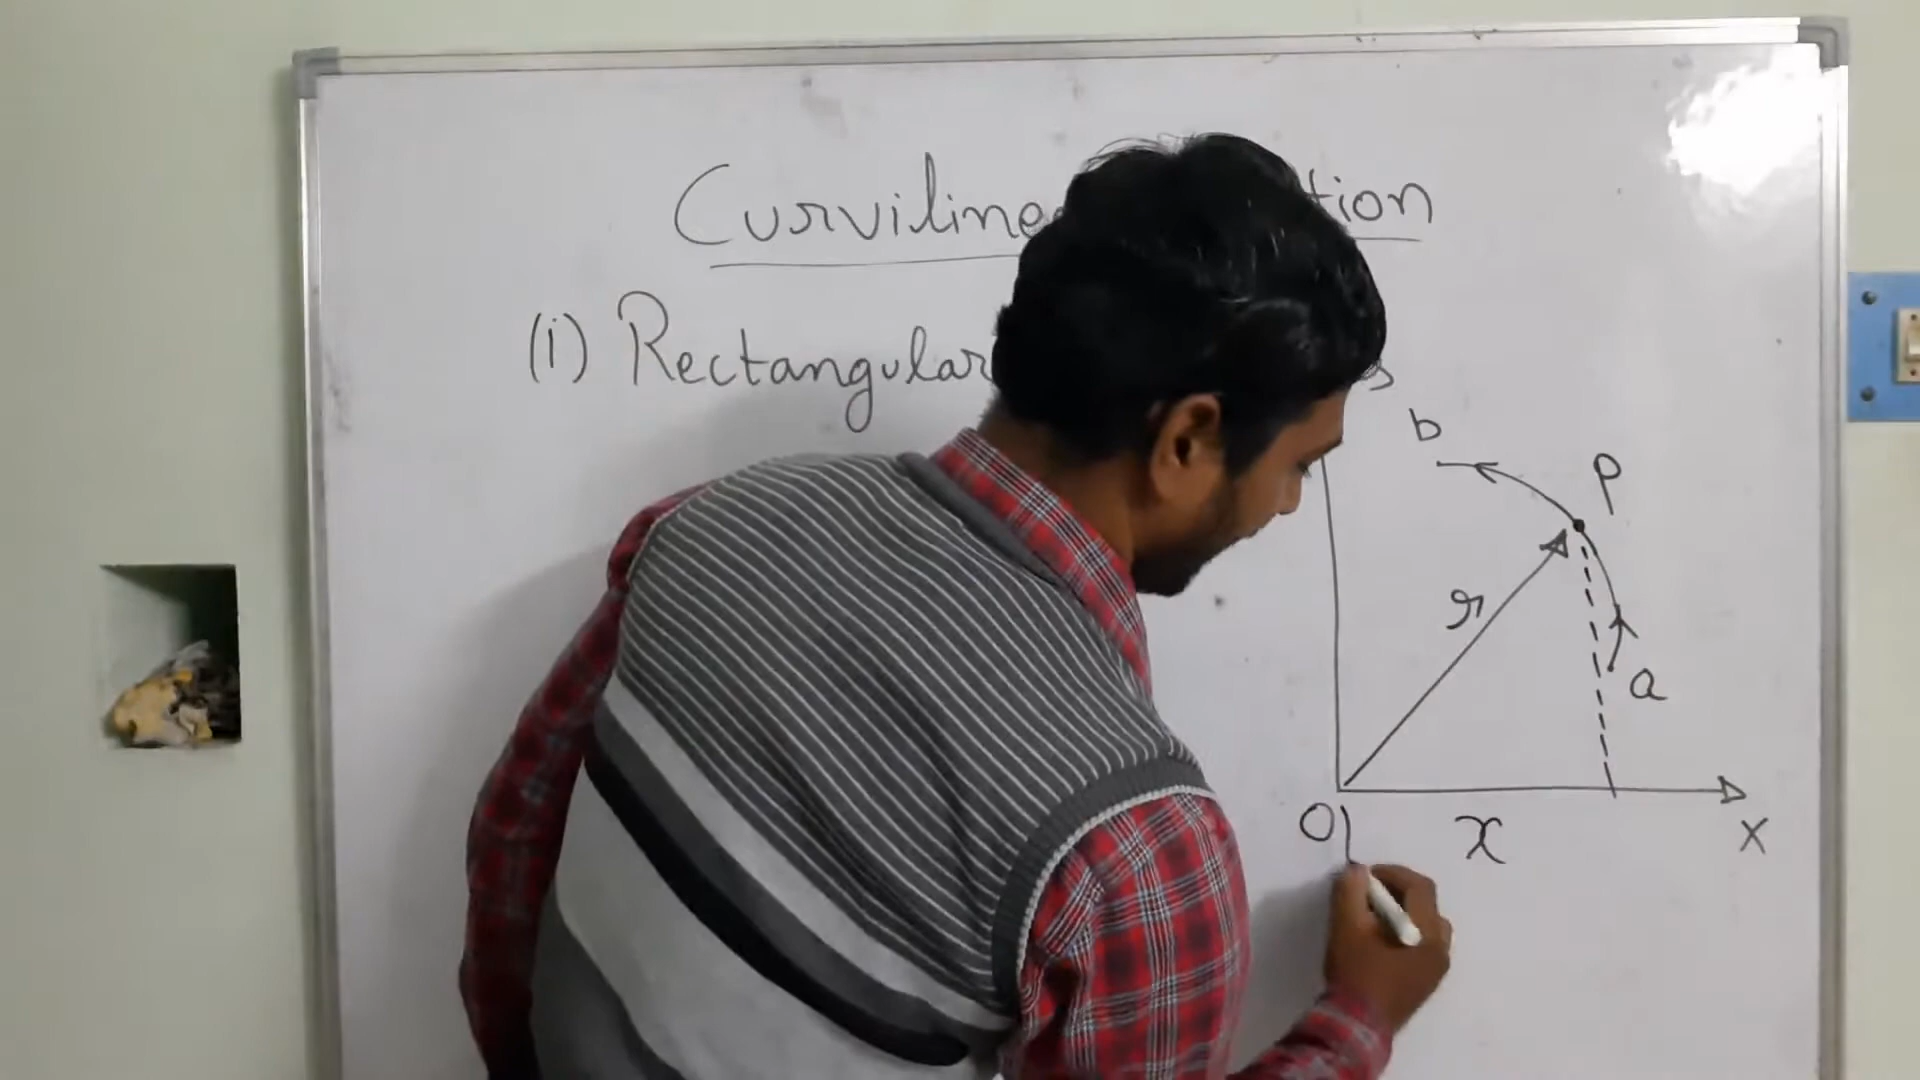 Curviline tion
(i) Rectangular s
b
P
r
a
O
x
X